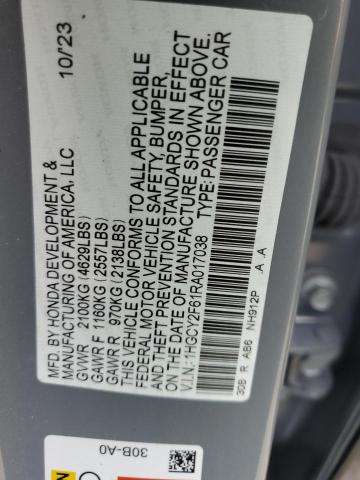 MFD. BY HONDA DEVELOPMENT & 10/23
MANUFACTURING OF AMERICA, LLC
GVWR 2100KG (4629LBS)
GAWR F 1160KG (2557LBS)
GAWR R 970KG (2138LBS)
THIS VEHICLE CONFORMS TO ALL APPLICABLE
FEDERAL MOTOR VEHICLE SAFETY, BUMPER,
AND THEFT PREVENTION STANDARDS IN EFFECT
ON THE DATE OF MANUFACTURE SHOWN ABOVE.
V.I.N.: 1HGCY2F61RA017038 TYPE: PASSENGER CAR
30B R AB6 NH912P A A
30B-A0